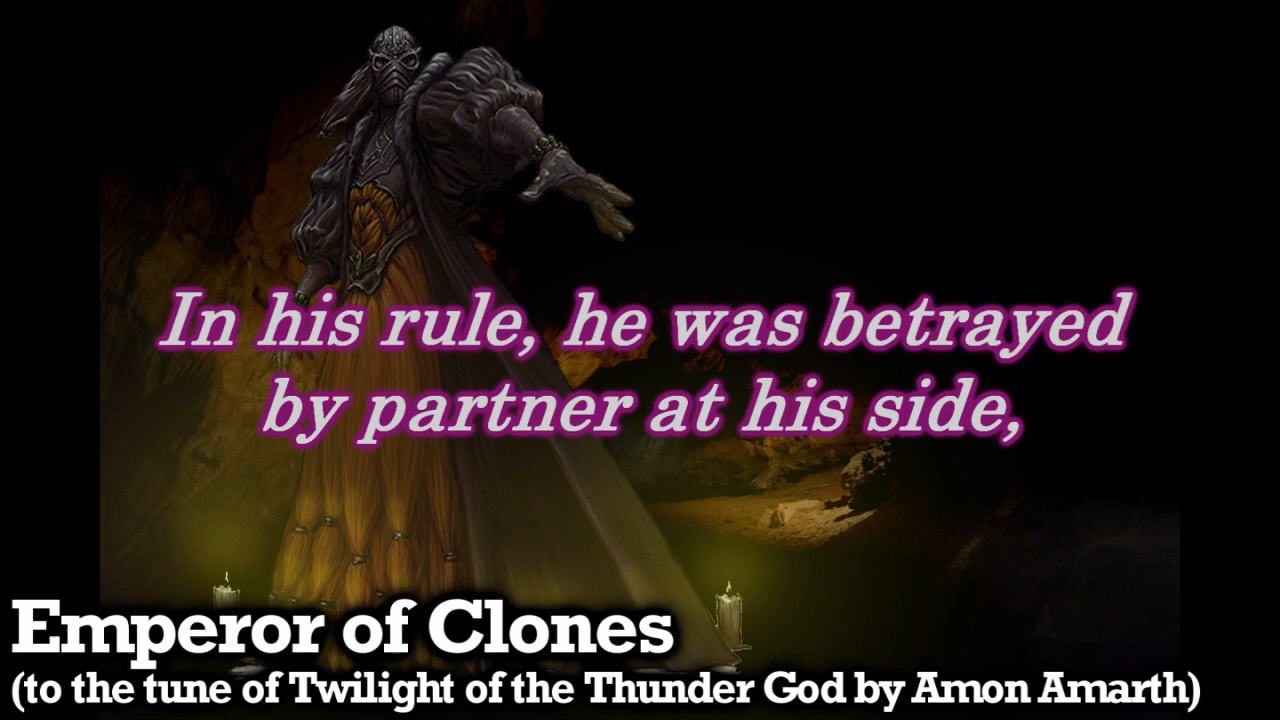 In his rule, he was betrayed
by partner at his side,
Emperor of Clones
(to the tune of Twilight of the Thunder God by Amon Amarth)